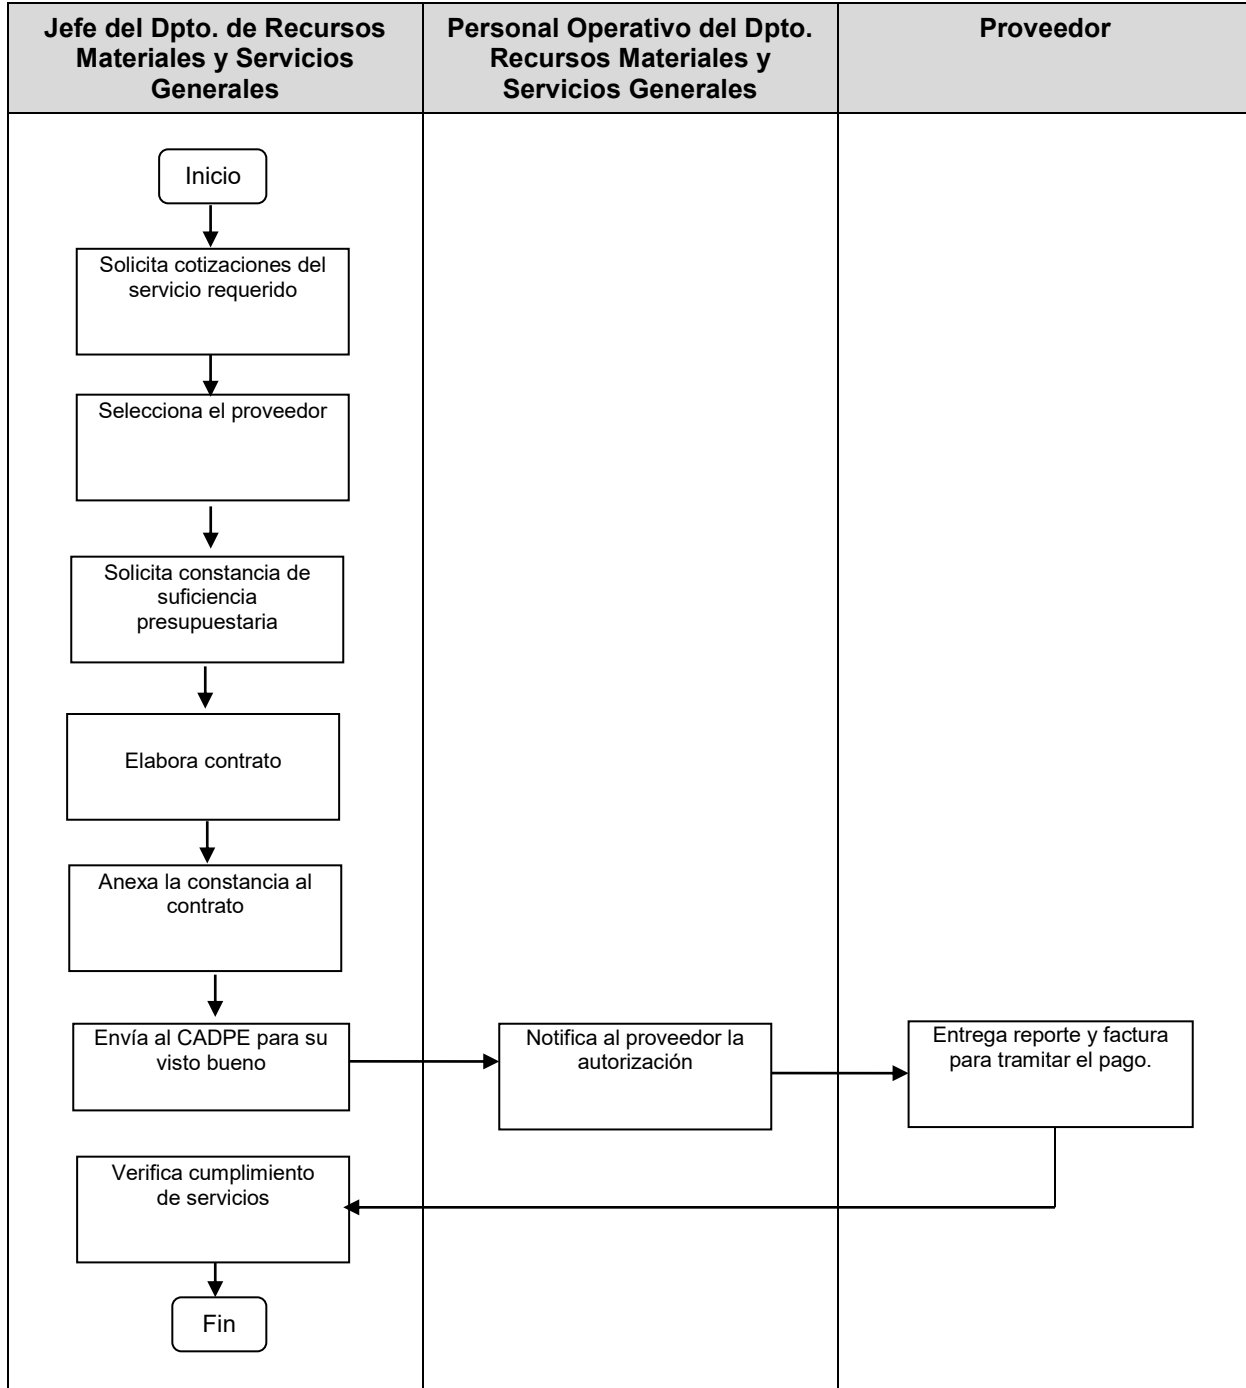 Jefe del Dpto. de Recursos
Materiales y Servicios
Generales
Personal Operativo del Dpto.
Recursos Materiales y
Servicios Generales
Proveedor
Inicio
Solicita cotizaciones del
servicio requerido
Selecciona el proveedor
Solicita constancia de
suficiencia
presupuestaria
Elabora contrato
Anexa la constancia al
contrato
Envía al CADPE para su
visto bueno
Notifica al proveedor la
autorización
Entrega reporte y factura
para tramitar el pago.
Verifica cumplimiento
de servicios
Fin